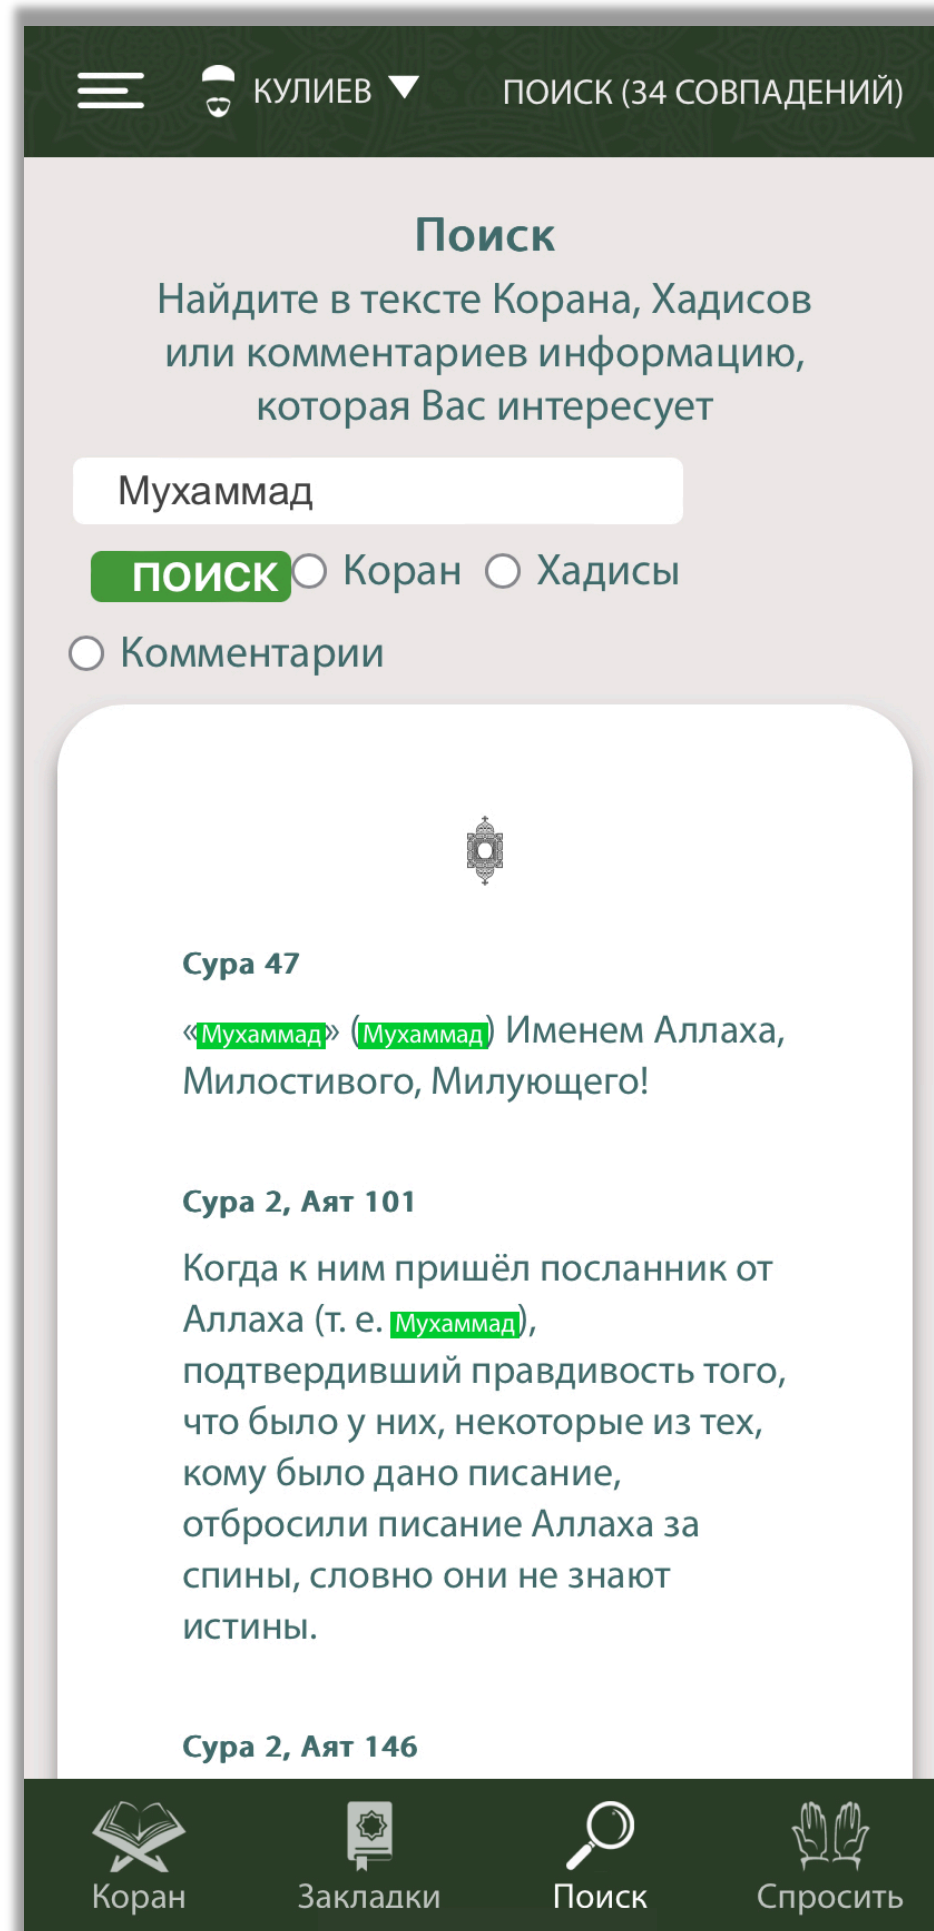 КУЛИЕВ ПОИСК (34 СОВПАДЕНИЙ)
Поиск
Найдите в тексте Корана, Хадисов
или комментариев информацию,
которая Вас интересует
Мухаммад
ПОИСК Коран Хадисы
Комментарии
Сура 47
«Мухаммад» (Мухаммад) Именем Аллаха,
Милостивого, Милующего!
Сура 2, Аят 101
Когда к ним пришёл посланник от
Аллаха (т. е. Мухаммад),
подтвердивший правдивость того,
что было у них, некоторые из тех,
кому было дано писание,
отбросили писание Аллаха за
спины, словно они не знают
истины.
Сура 2, Аят 146
Коран Закладки Поиск Спросить